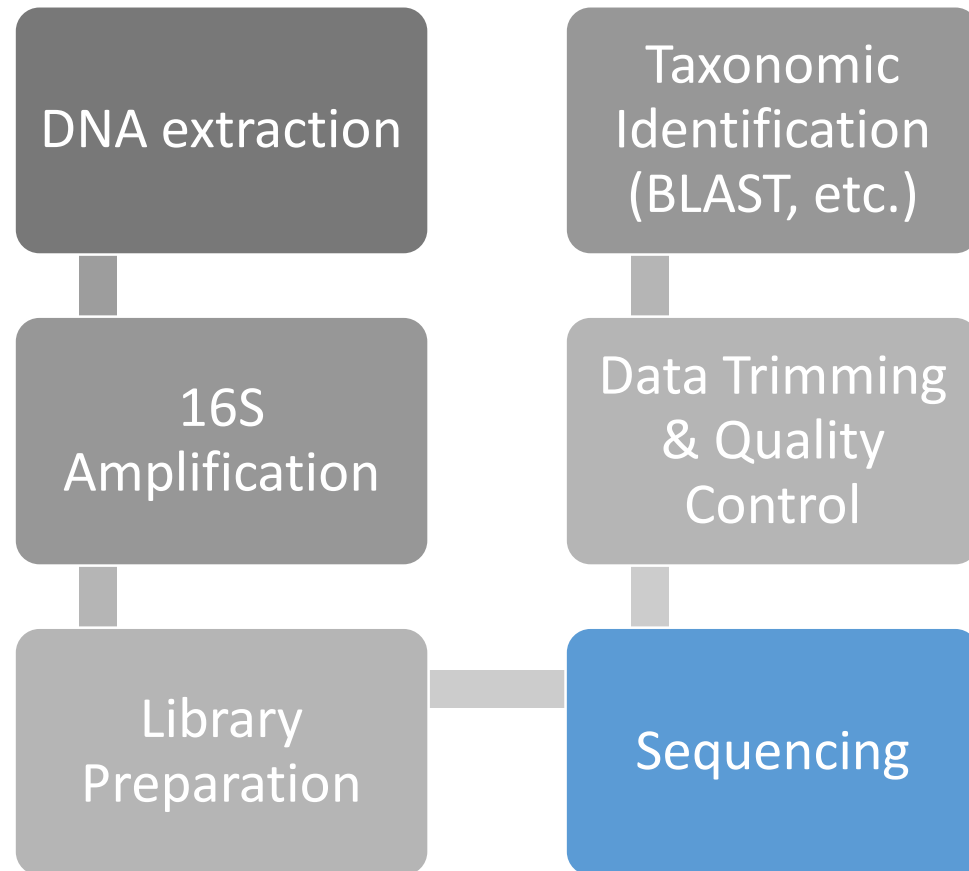 DNA extraction
16S
Amplification
Library
Preparation
Sequencing
Data Trimming
& Quality
Control
Taxonomic
Identification
(BLAST, etc.)